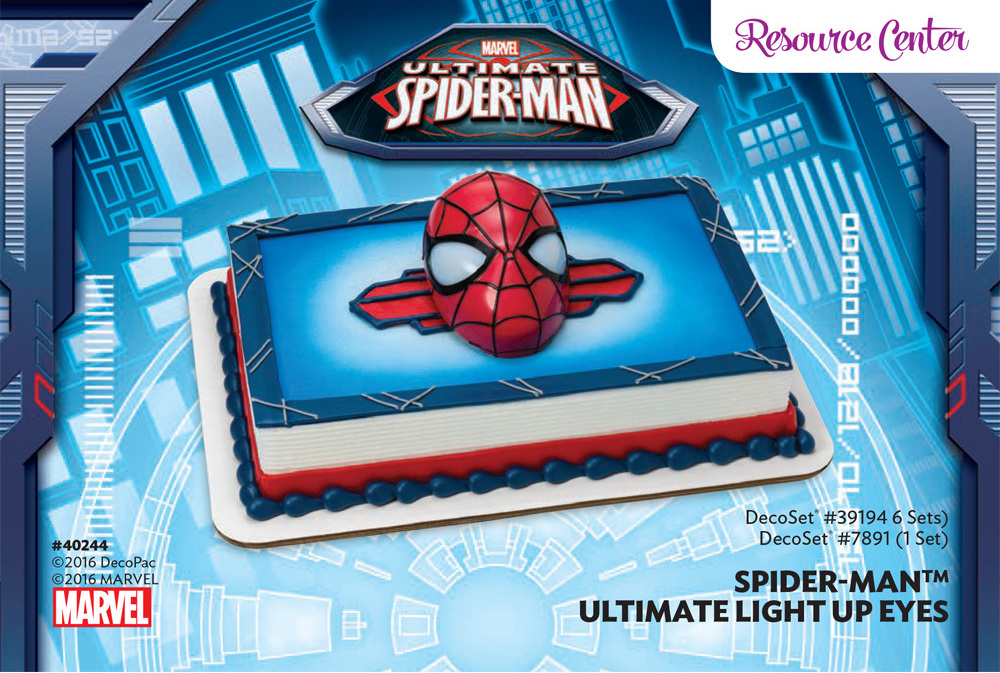 Resource Center
MARVEL
ULTIMATE
SPIDER-MAN
DecoSet® #39194 6 Sets)
DecoSet® #7891 (1 Set)
#40244
©2016 DecoPac
©2016 MARVEL
MARVEL
SPIDER-MAN™
ULTIMATE LIGHT UP EYES